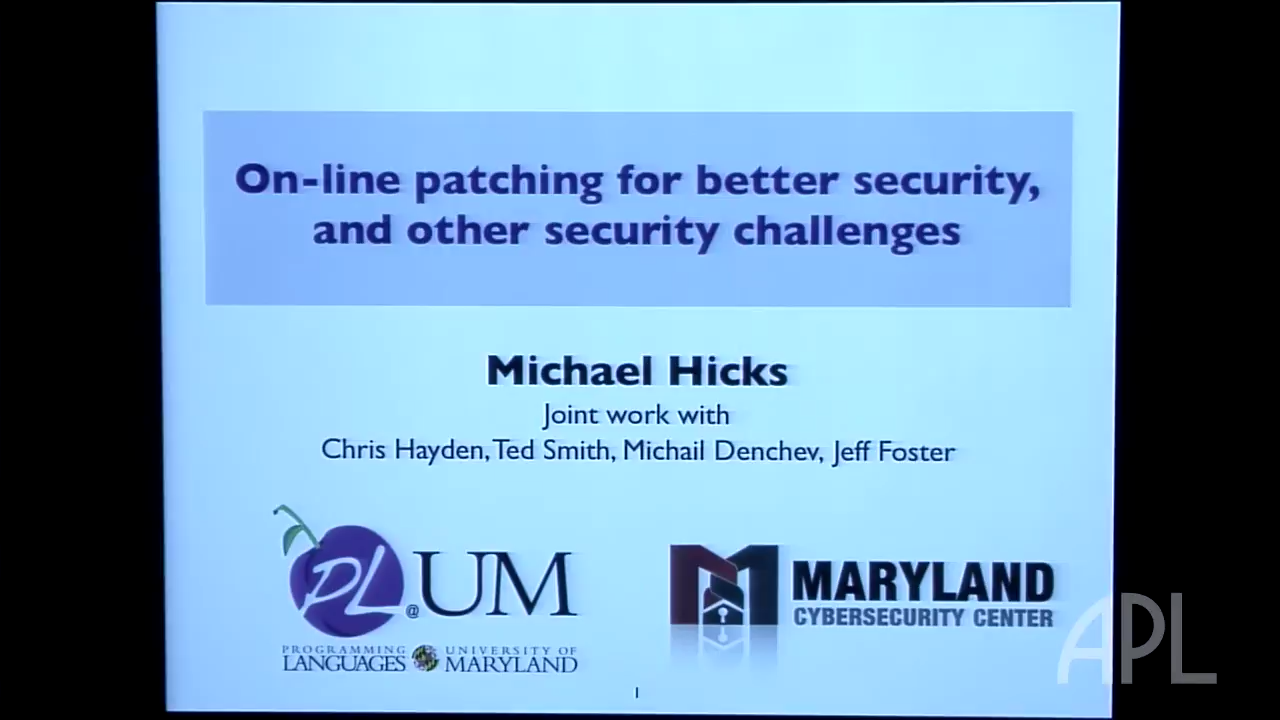 On-line patching for better security,
and other security challenges
Michael Hicks
Joint work with
Chris Hayden, Ted Smith, Michail Denchev, Jeff Foster
PL @ UM
PROGRAMMING LANGUAGES UNIVERSITY OF MARYLAND
MARYLAND
CYBERSECURITY CENTER
APL
1